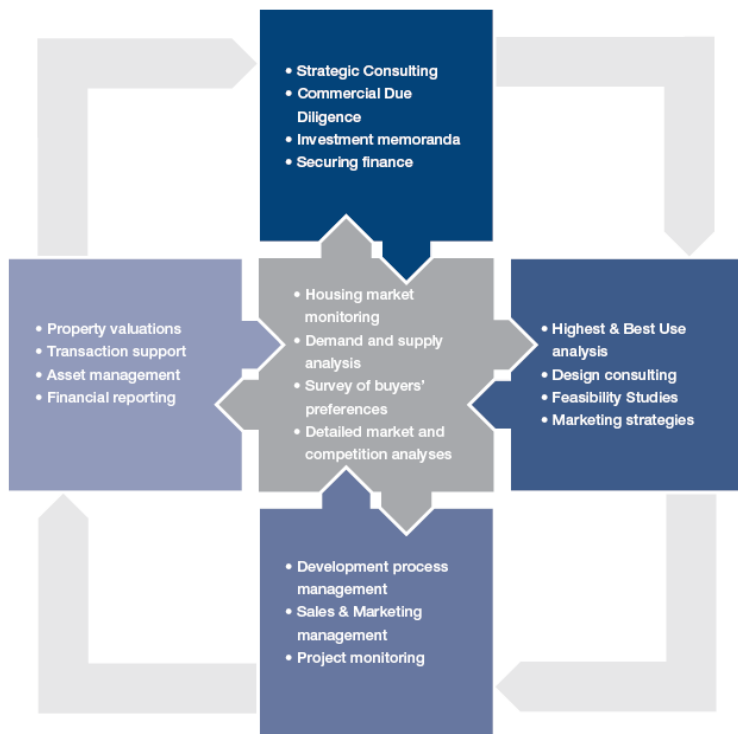 • Strategic Consulting
• Commercial Due
Diligence
• Investment memoranda
• Securing finance
• Property valuations
• Transaction support
• Asset management
• Financial reporting
• Housing market
monitoring
• Demand and supply
analysis
• Survey of buyers’
preferences
• Detailed market and
competition analyses
• Highest & Best Use
analysis
• Design consulting
• Feasibility Studies
• Marketing strategies
• Development process
management
• Sales & Marketing
management
• Project monitoring